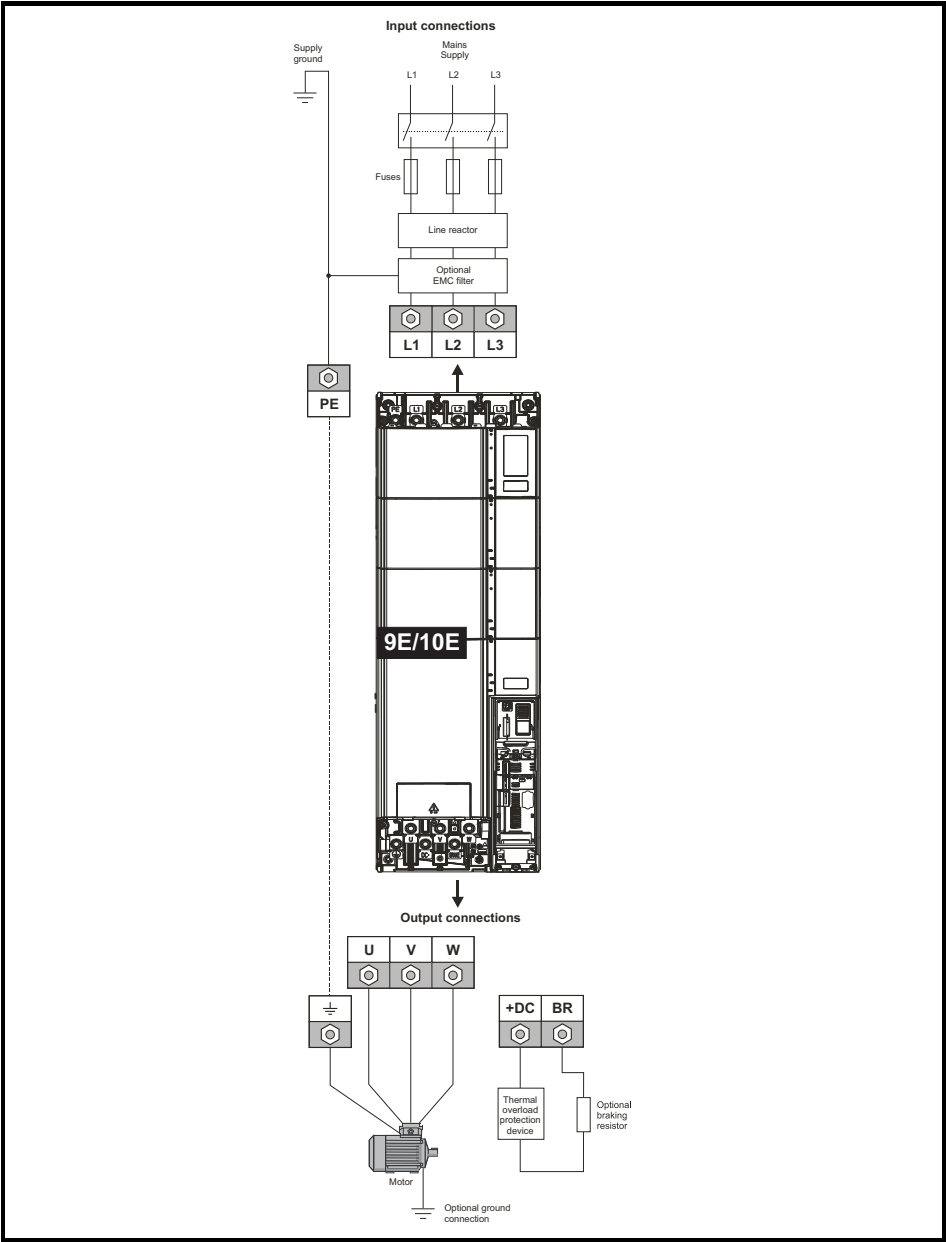 Input connections
Supply
ground
Mains
Supply
L1 L2 L3
Fuses
Line reactor
Optional
EMC filter
L1 L2 L3
PE
PE L1 L2 L3
9E/10E
U V W
Output connections
U V W
+DC BR
Thermal
overload
protection
device
Optional
braking
resistor
Motor
Optional ground
connection